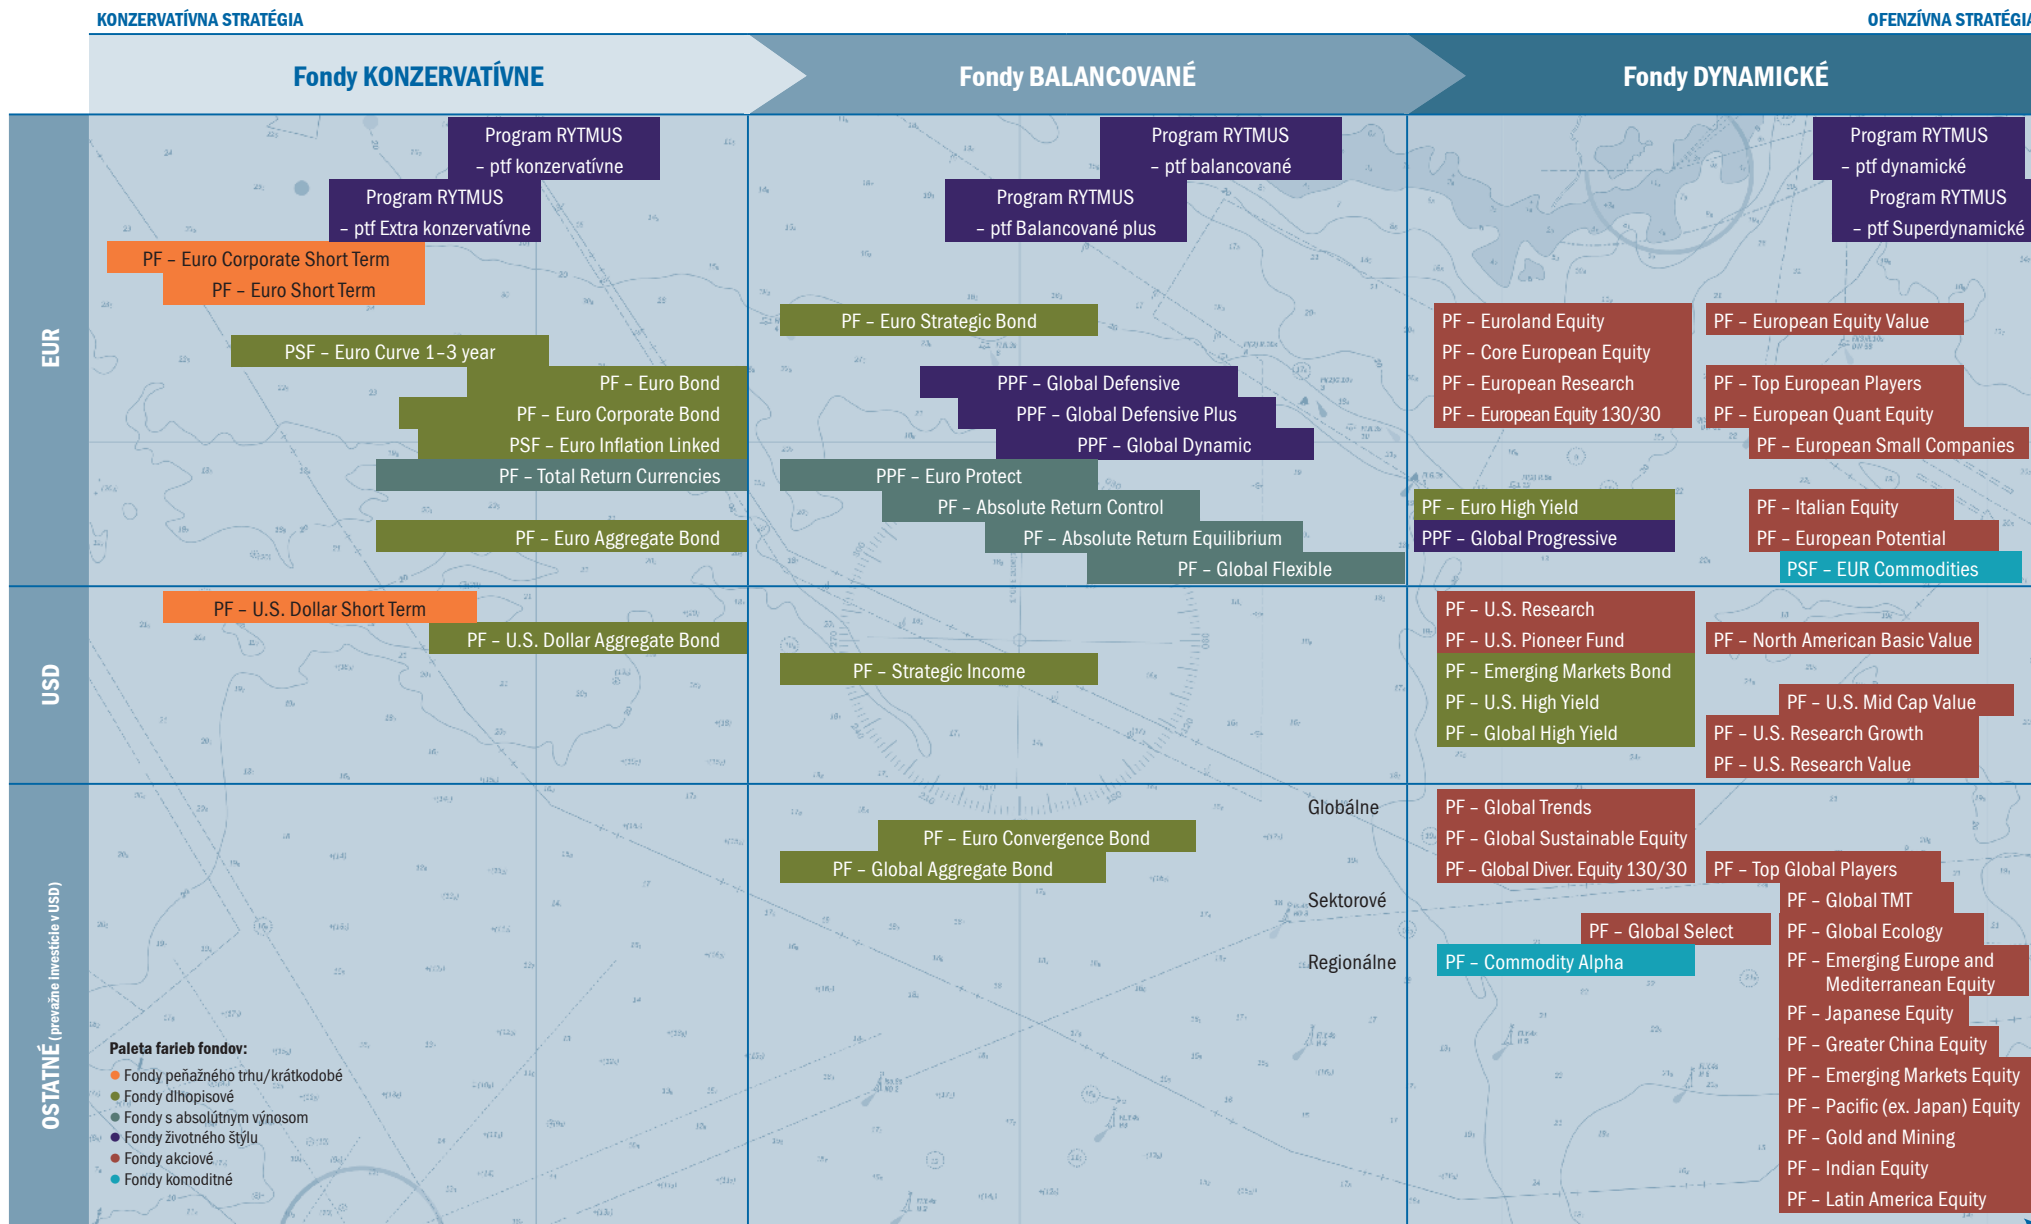 KONZERVATÍVNA STRATÉGIA
OFENZÍVNA STRATÉGIA
Fondy KONZERVATÍVNE
Fondy BALANCOVANÉ
Fondy DYNAMICKÉ
EUR
Program RYTMUS
– ptf konzervatívne
Program RYTMUS
– ptf Extra konzervatívne
PF – Euro Corporate Short Term
PF – Euro Short Term
PSF – Euro Curve 1–3 year
PF – Euro Bond
PF – Euro Corporate Bond
PSF – Euro Inflation Linked
PF – Total Return Currencies
PF – Euro Aggregate Bond
Program RYTMUS
– ptf balancované
Program RYTMUS
– ptf Balancované plus
PF – Euro Strategic Bond
PPF – Global Defensive
PPF – Global Defensive Plus
PPF – Global Dynamic
PPF – Euro Protect
PF – Absolute Return Control
PF – Absolute Return Equilibrium
PF – Global Flexible
Program RYTMUS
– ptf dynamické
Program RYTMUS
– ptf Superdynamické
PF – Euroland Equity
PF – Core European Equity
PF – European Research
PF – European Equity 130/30
PF – European Equity Value
PF – Top European Players
PF – European Quant Equity
PF – European Small Companies
PF – Euro High Yield
PPF – Global Progressive
PF – Italian Equity
PF – European Potential
PSF – EUR Commodities
USD
PF – U.S. Dollar Short Term
PF – U.S. Dollar Aggregate Bond
PF – Strategic Income
PF – U.S. Research
PF – U.S. Pioneer Fund
PF – Emerging Markets Bond
PF – U.S. High Yield
PF – Global High Yield
PF – North American Basic Value
PF – U.S. Mid Cap Value
PF – U.S. Research Growth
PF – U.S. Research Value
OSTATNÉ (prevažne investície v USD)
PF – Euro Convergence Bond
PF – Global Aggregate Bond
Globálne
PF – Global Trends
PF – Global Sustainable Equity
PF – Global Diver. Equity 130/30
PF – Top Global Players
Sektorové
PF – Global TMT
PF – Global Select
PF – Global Ecology
Regionálne
PF – Commodity Alpha
PF – Emerging Europe and
Mediterranean Equity
PF – Japanese Equity
PF – Greater China Equity
PF – Emerging Markets Equity
PF – Pacific (ex. Japan) Equity
PF – Gold and Mining
PF – Indian Equity
PF – Latin America Equity
Paleta farieb fondov:
Fondy peňažného trhu/krátkodobé
Fondy dlhopisové
Fondy s absolútnym výnosom
Fondy životného štýlu
Fondy akciové
Fondy komoditné